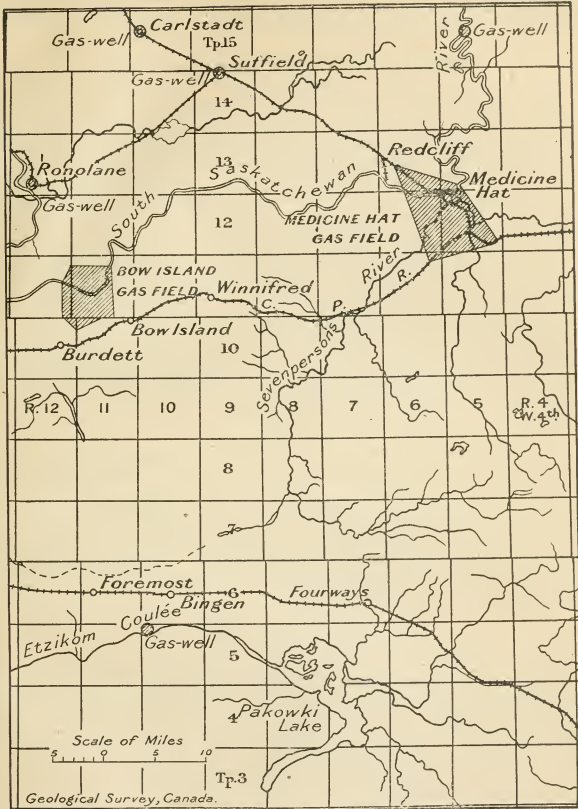 Carlstadt
Gas-well
Tp.15
Suffield
Gas-well
River
Gas-well
14
Redcliff
13
Ronolane
Gas-well
South Saskatchewan
Medicine Hat
12
MEDICINE HAT GAS FIELD
River
BOW ISLAND GAS FIELD
Winnifred
C. P. R.
Bow Island
Burdett
10
Sevenpersons
R. 12
11
10
9
8
7
6
5
R. 4
W. 4th.
8
7
Foremost
6
Bingen
Fourways
Etzikom Coulée
Gas-well
5
4
Pakowki Lake
Scale of Miles
5 0 5 10
Tp.3
Geological Survey, Canada.